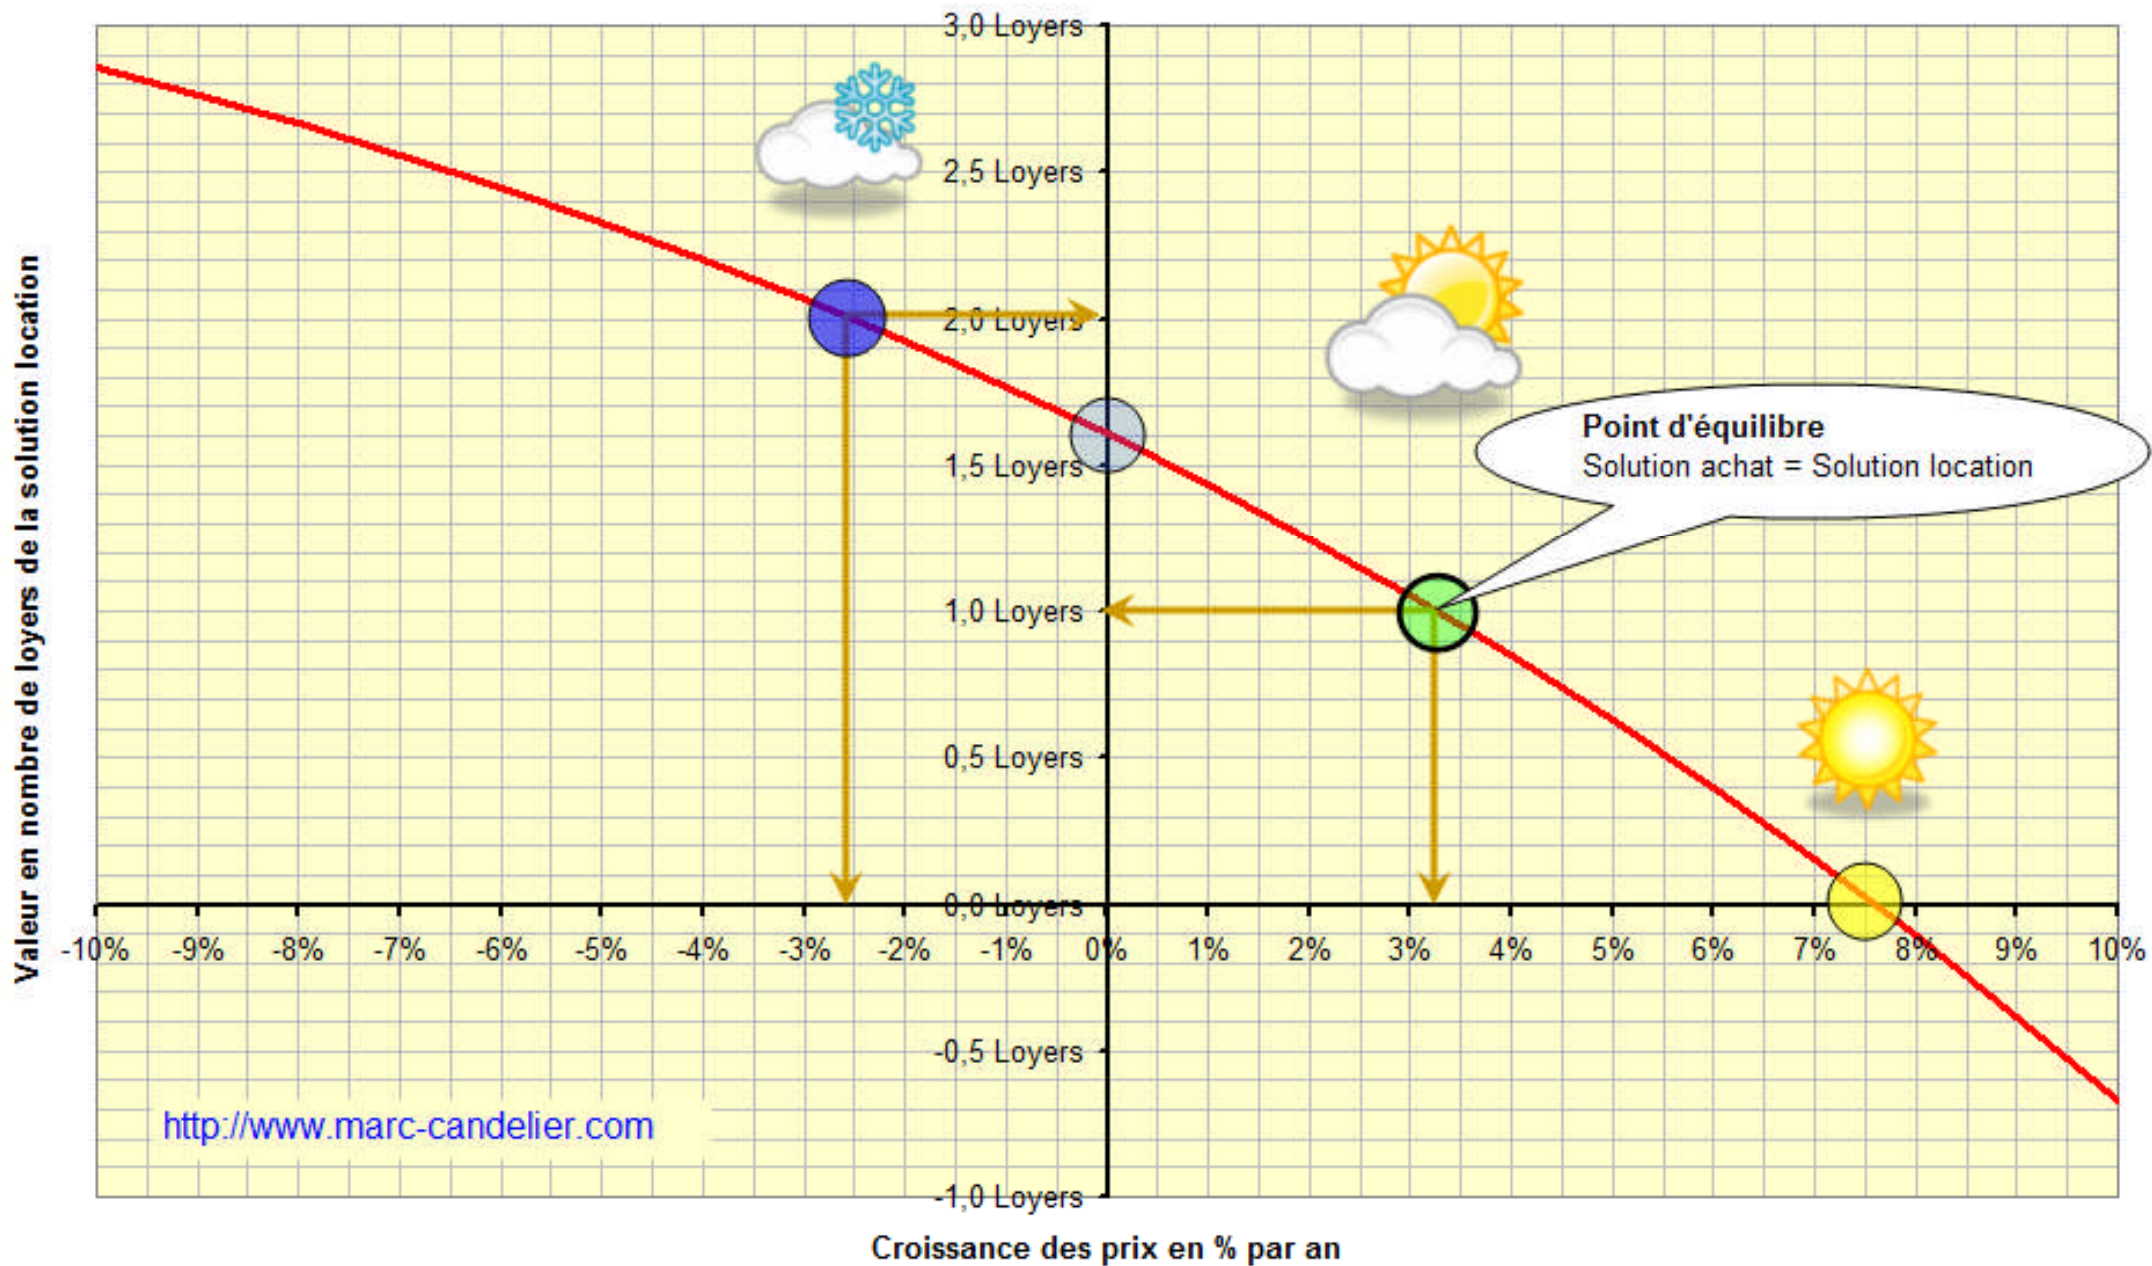 3,0 Loyers
2,5 Loyers
2,0 Loyers
Point d'équilibre
Solution achat = Solution location
1,5 Loyers
1,0 Loyers
0,5 Loyers
0,0 Loyers
-10% -9% -8% -7% -6% -5% -4% -3% -2% -1% 0% 1% 2% 3% 4% 5% 6% 7% 8% 9% 10%
-0,5 Loyers
http://www.marc-candelier.com
-1,0 Loyers
Valeur en nombre de loyers de la solution location
Croissance des prix en % par an